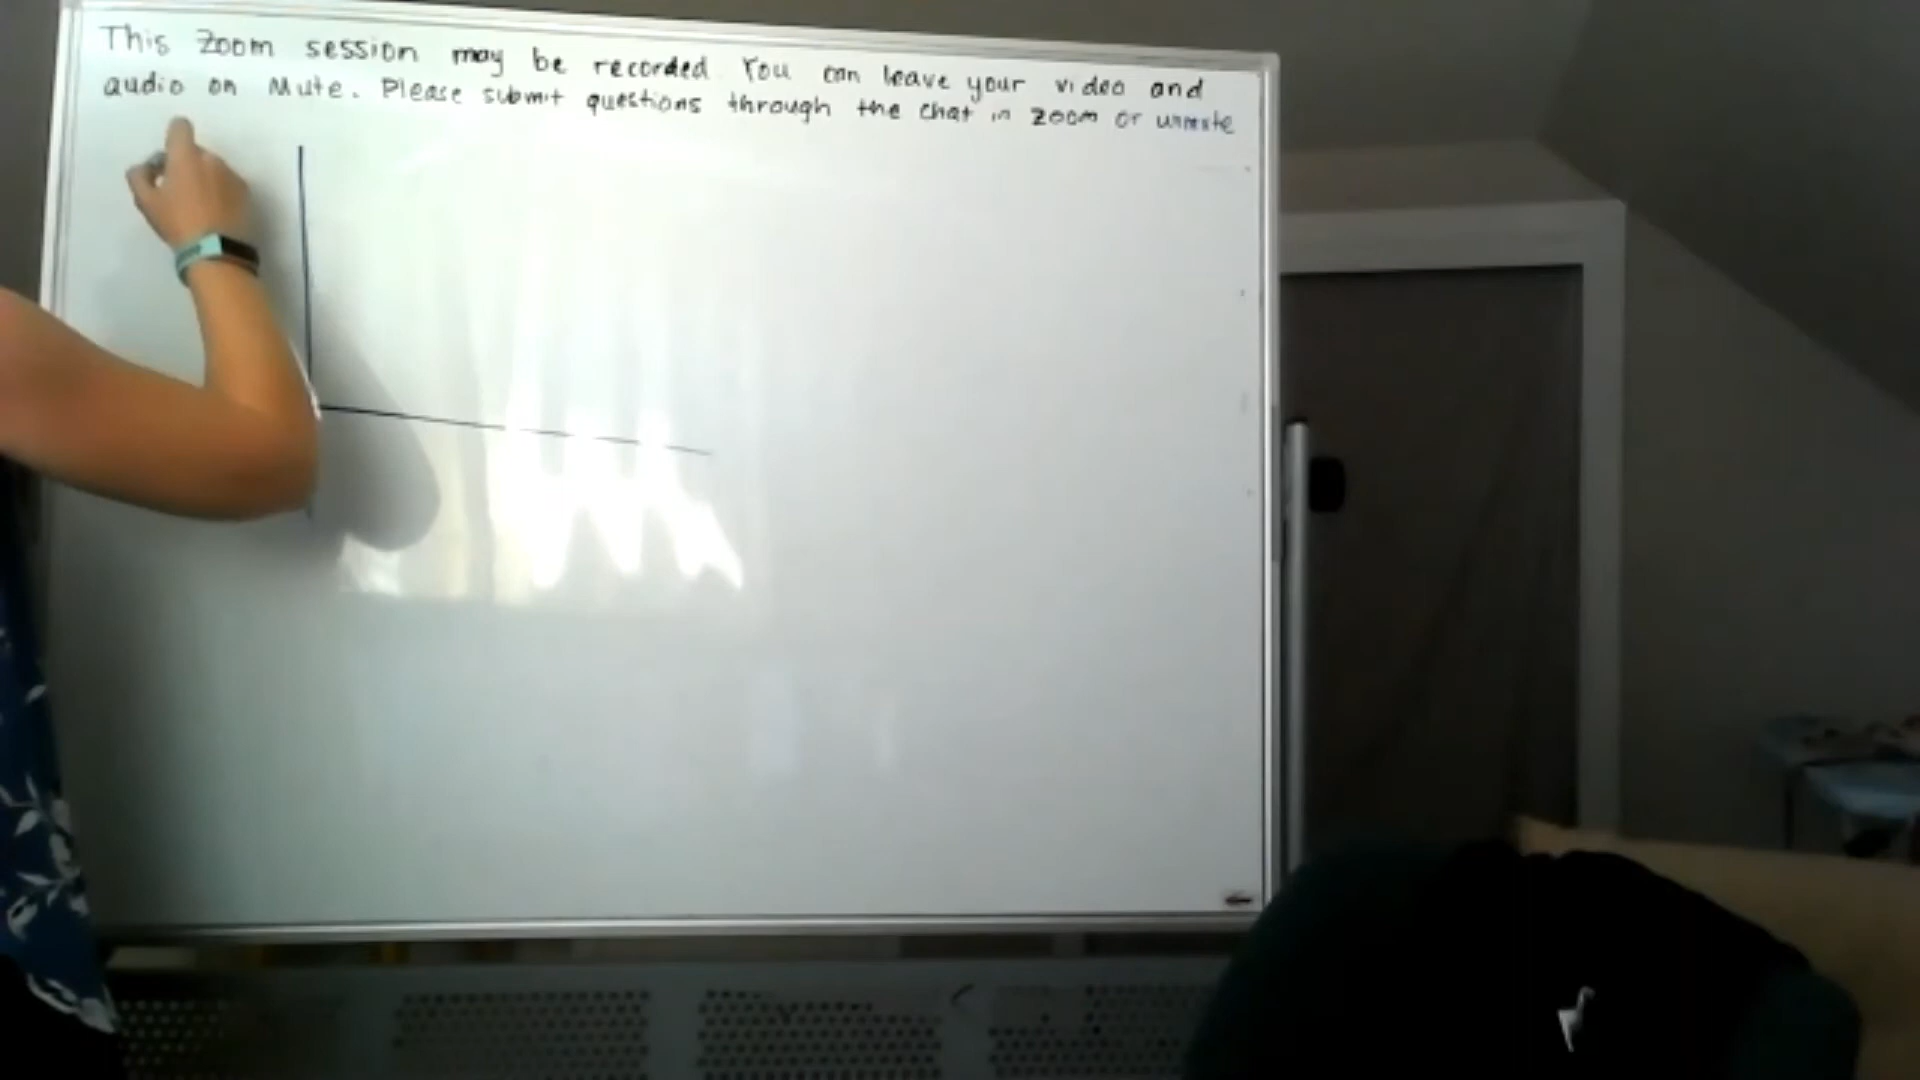 This Zoom session may be recorded. You can leave your video and
audio on Mute. Please submit questions through the chat in zoom or unmute